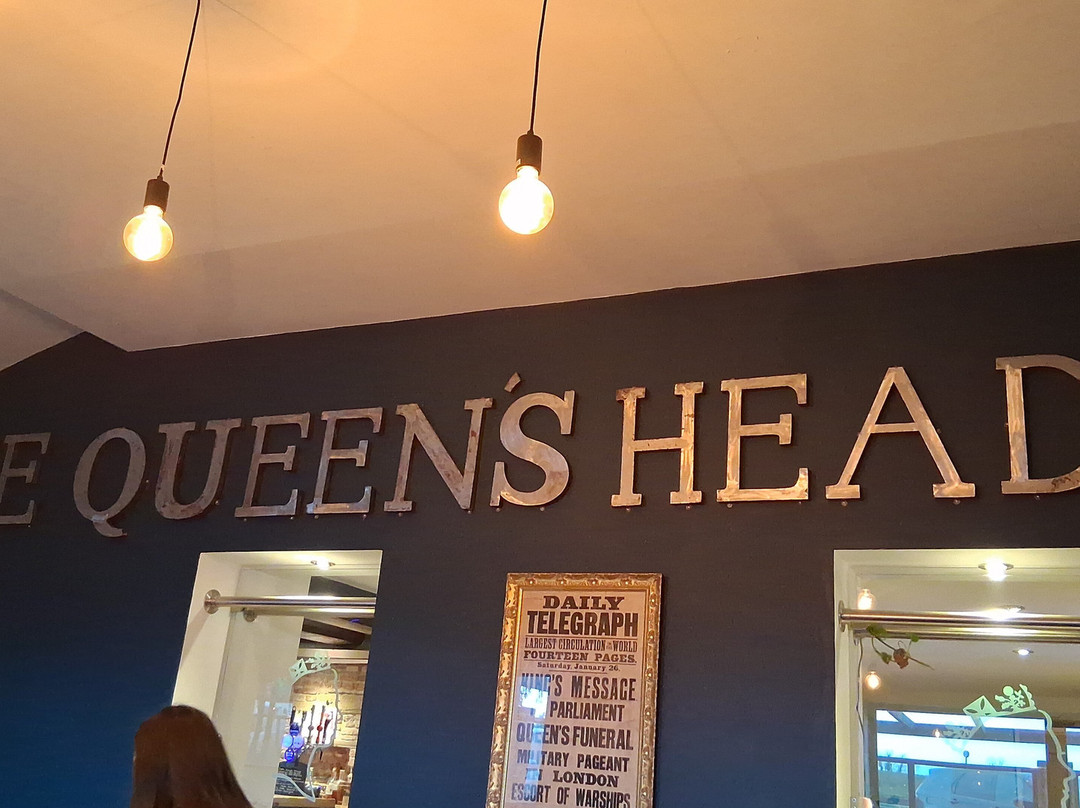 E QUEEN'S HEAD
DAILY
TELEGRAPH
LARGEST CIRCULATION IN THE WORLD
FOURTEEN PAGES.
Saturday, January 26.
KING'S MESSAGE
PARLIAMENT
QUEEN'S FUNERAL
MILITARY PAGEANT
IN LONDON
ESCORT OF WARSHIPS